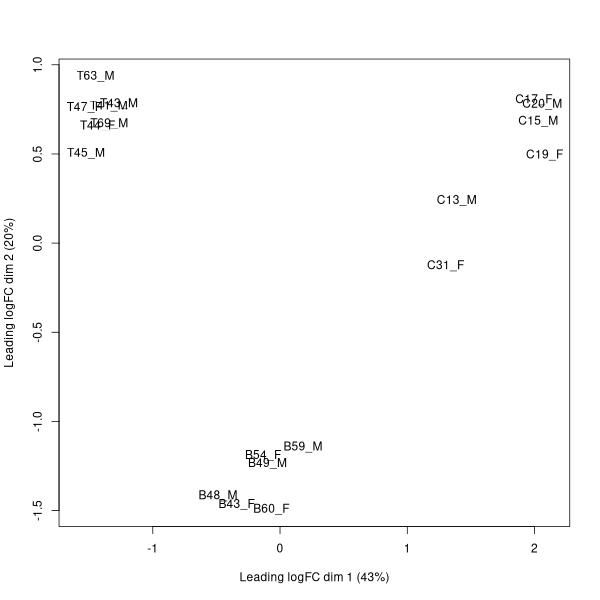 T63_M
T47_F
T43_M
T69_M
T44_F
T45_M
C17_F
C20_M
C15_M
C19_F
C13_M
C31_F
B59_M
B54_F
B49_M
B48_M
B43_F
B60_F
1.0
0.5
0.0
-0.5
-1.0
-1.5
-1
0
1
2
Leading logFC dim 2 (20%)
Leading logFC dim 1 (43%)